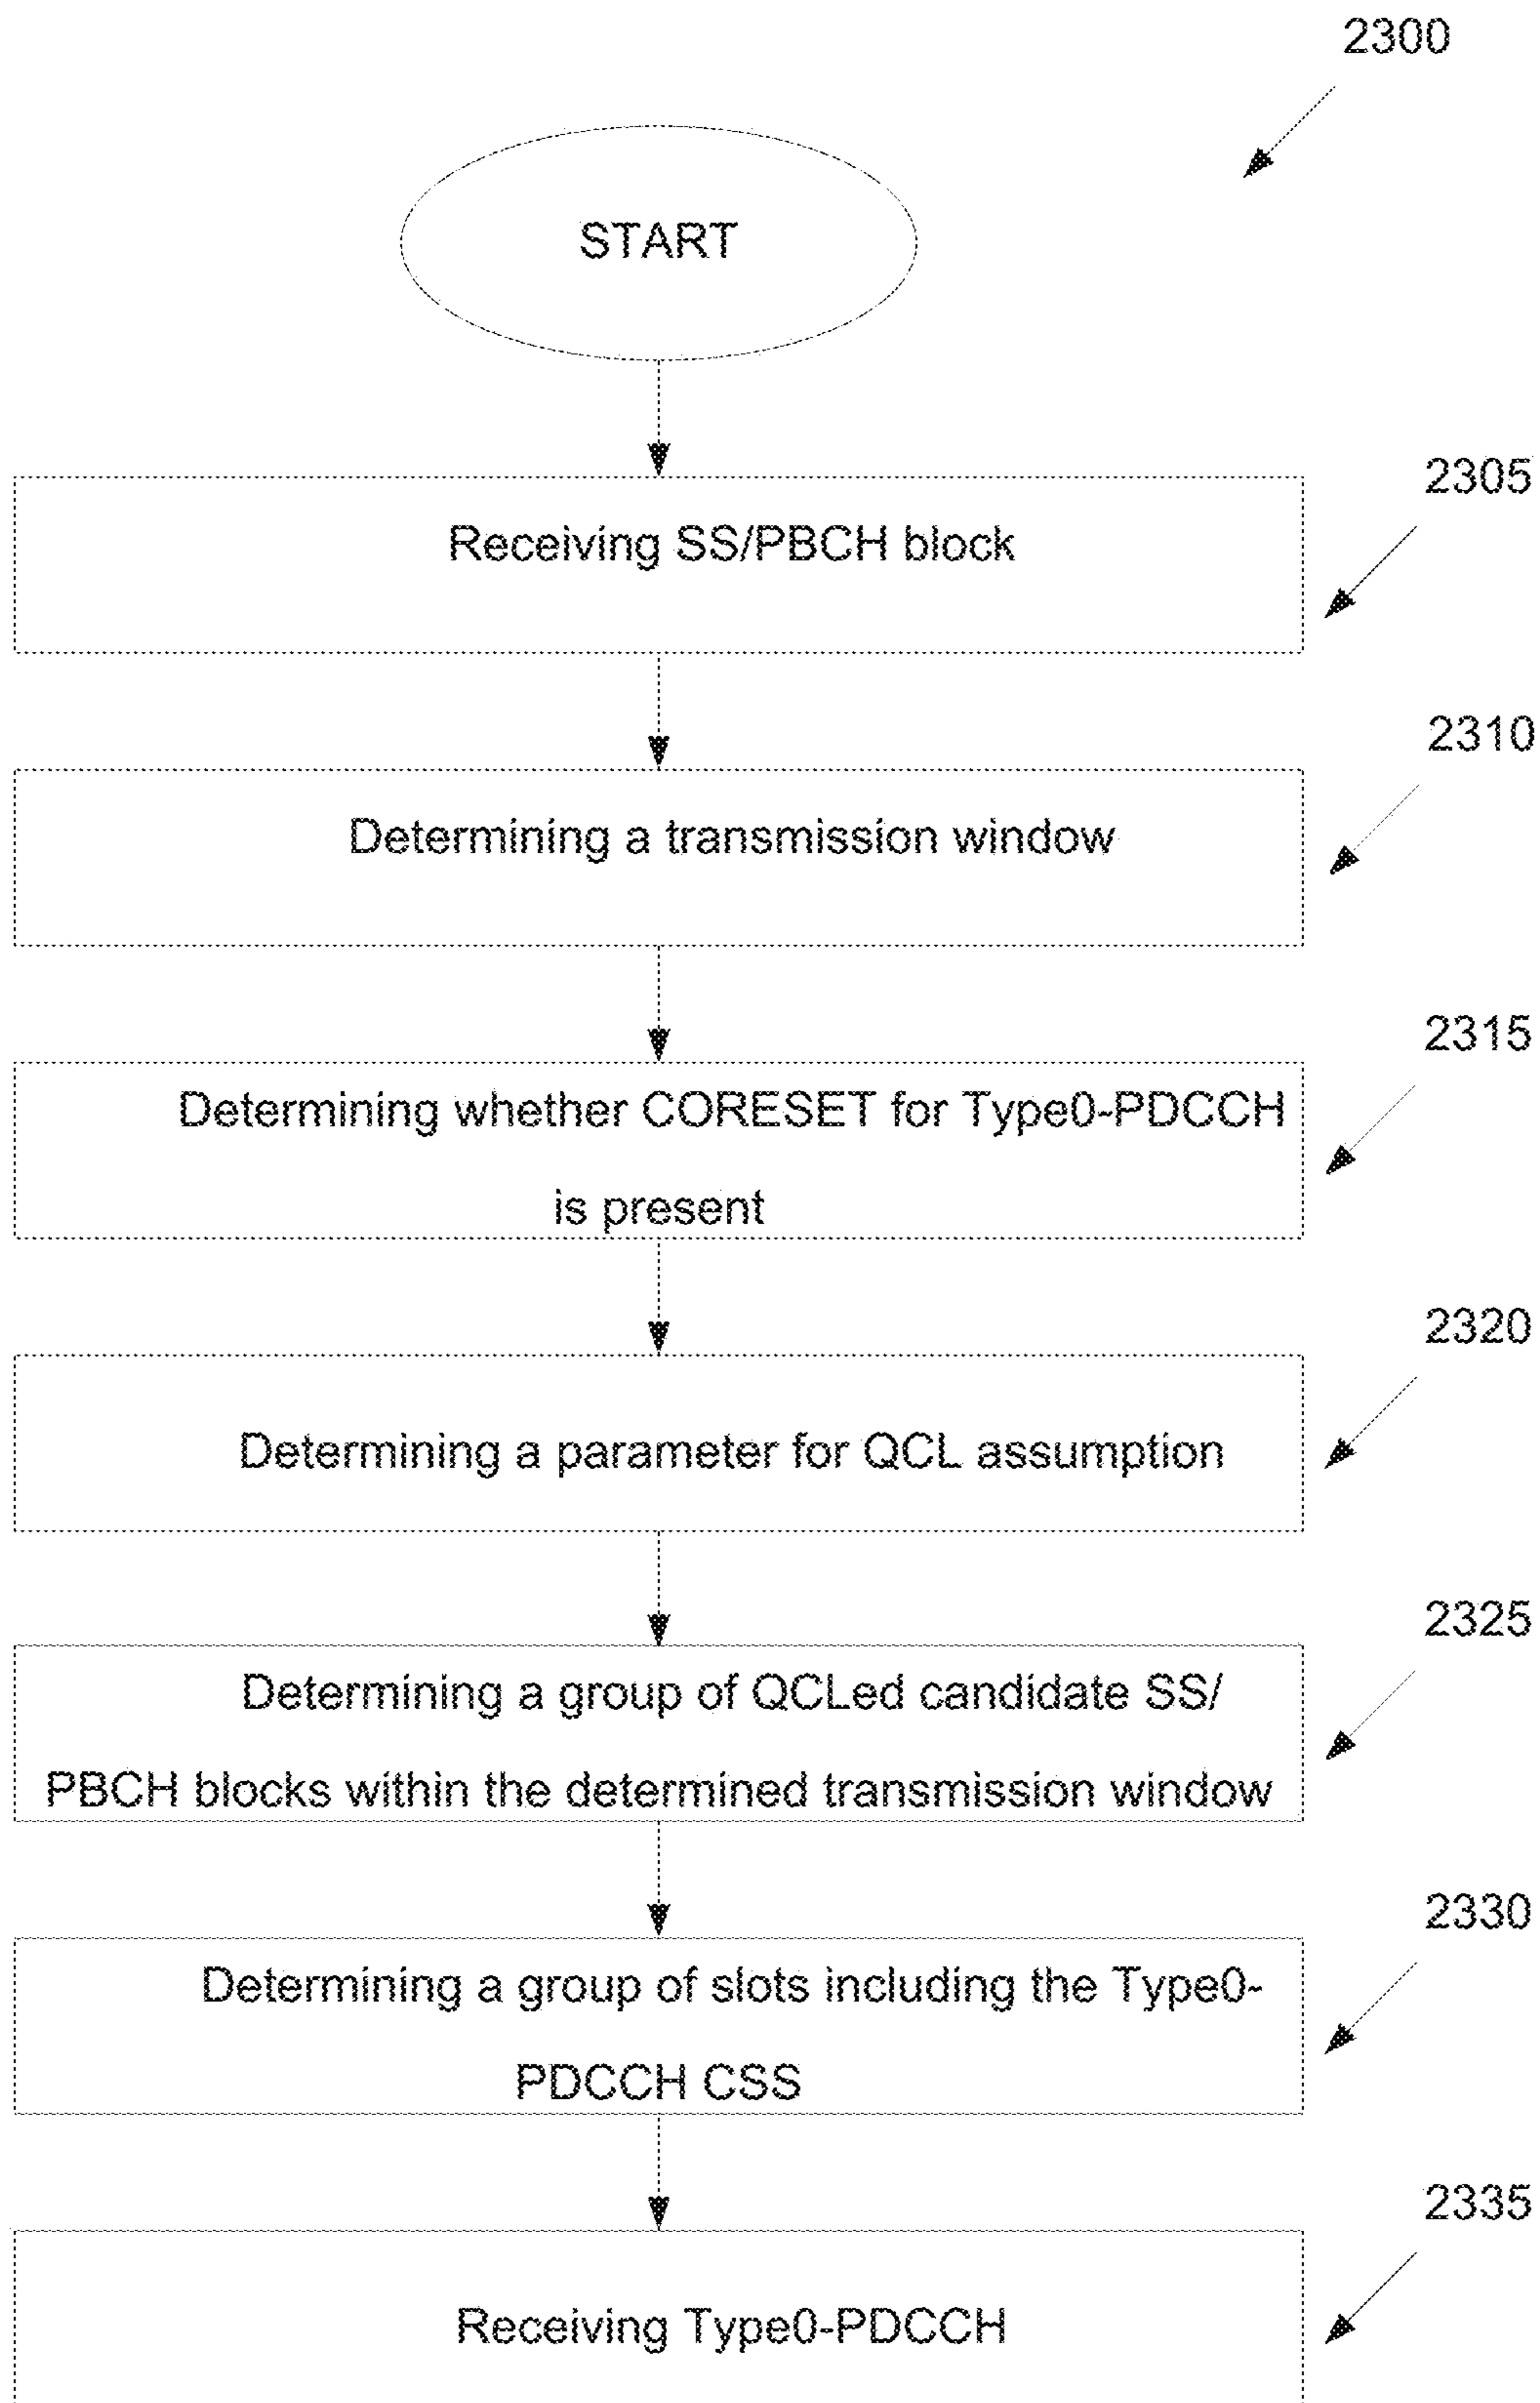 2300
START
2305
Receiving SS/PBCH block
2310
Determining a transmission window
2315
Determining whether CORESET for Type0-PDCCH
is present
2320
Determining a parameter for QCL assumption
2325
Determining a group of QCLed candidate SS/
PBCH blocks within the determined transmission window
2330
Determining a group of slots including the Type0-
PDCCH CSS
2335
Receiving Type0-PDCCH